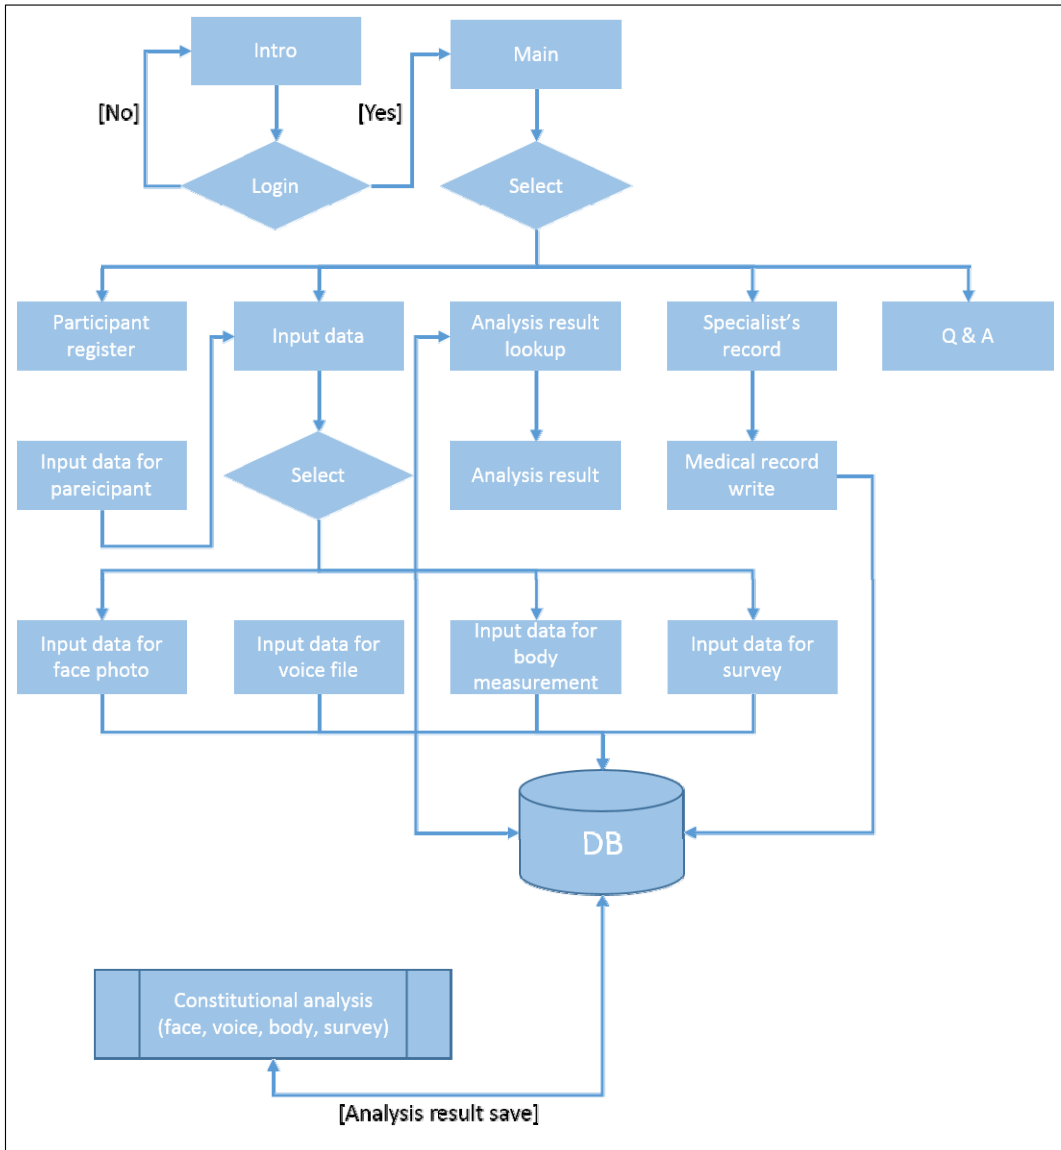 Intro
Main
[No]
[Yes]
Login
Select
Participant
register
Input data
Analysis result
lookup
Specialist's
record
Q & A
Input data for
pareicipant
Select
Analysis result
Medical record
write
Input data for
face photo
Input data for
voice file
Input data for
body
measurement
Input data for
survey
DB
Constitutional analysis
(face, voice, body, survey)
[Analysis result save]